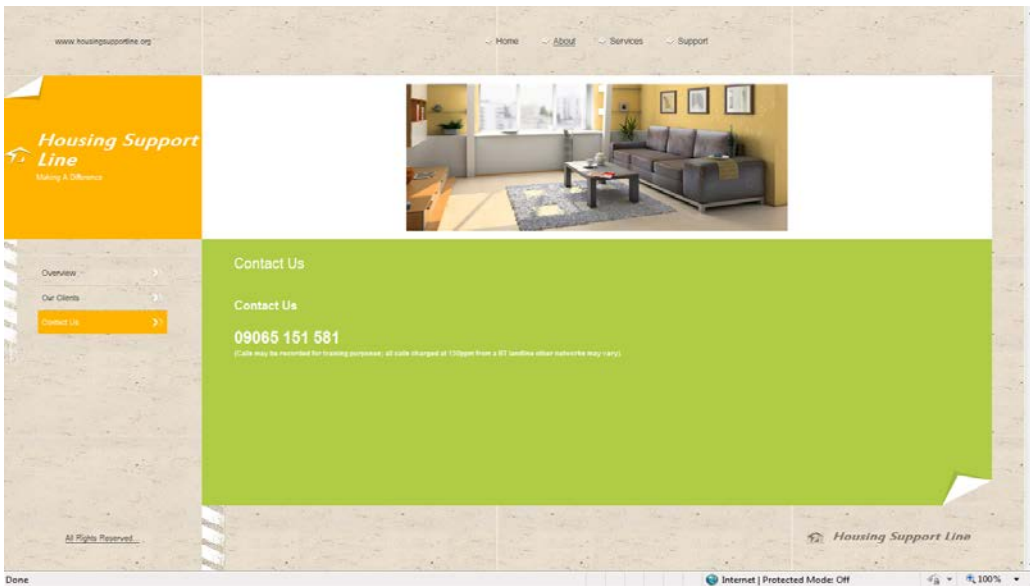 www.housingsupportline.org
Home About Services Support
Housing Support
Line
Making A Difference
Overview
Our Clients
Contact Us
Contact Us
Contact Us
09065 151 581
(Calls may be recorded for training purposes; all calls charged at 150ppm from a BT landline other networks may vary).
All Rights Reserved...
Housing Support Line
Done
Internet | Protected Mode: Off
100%